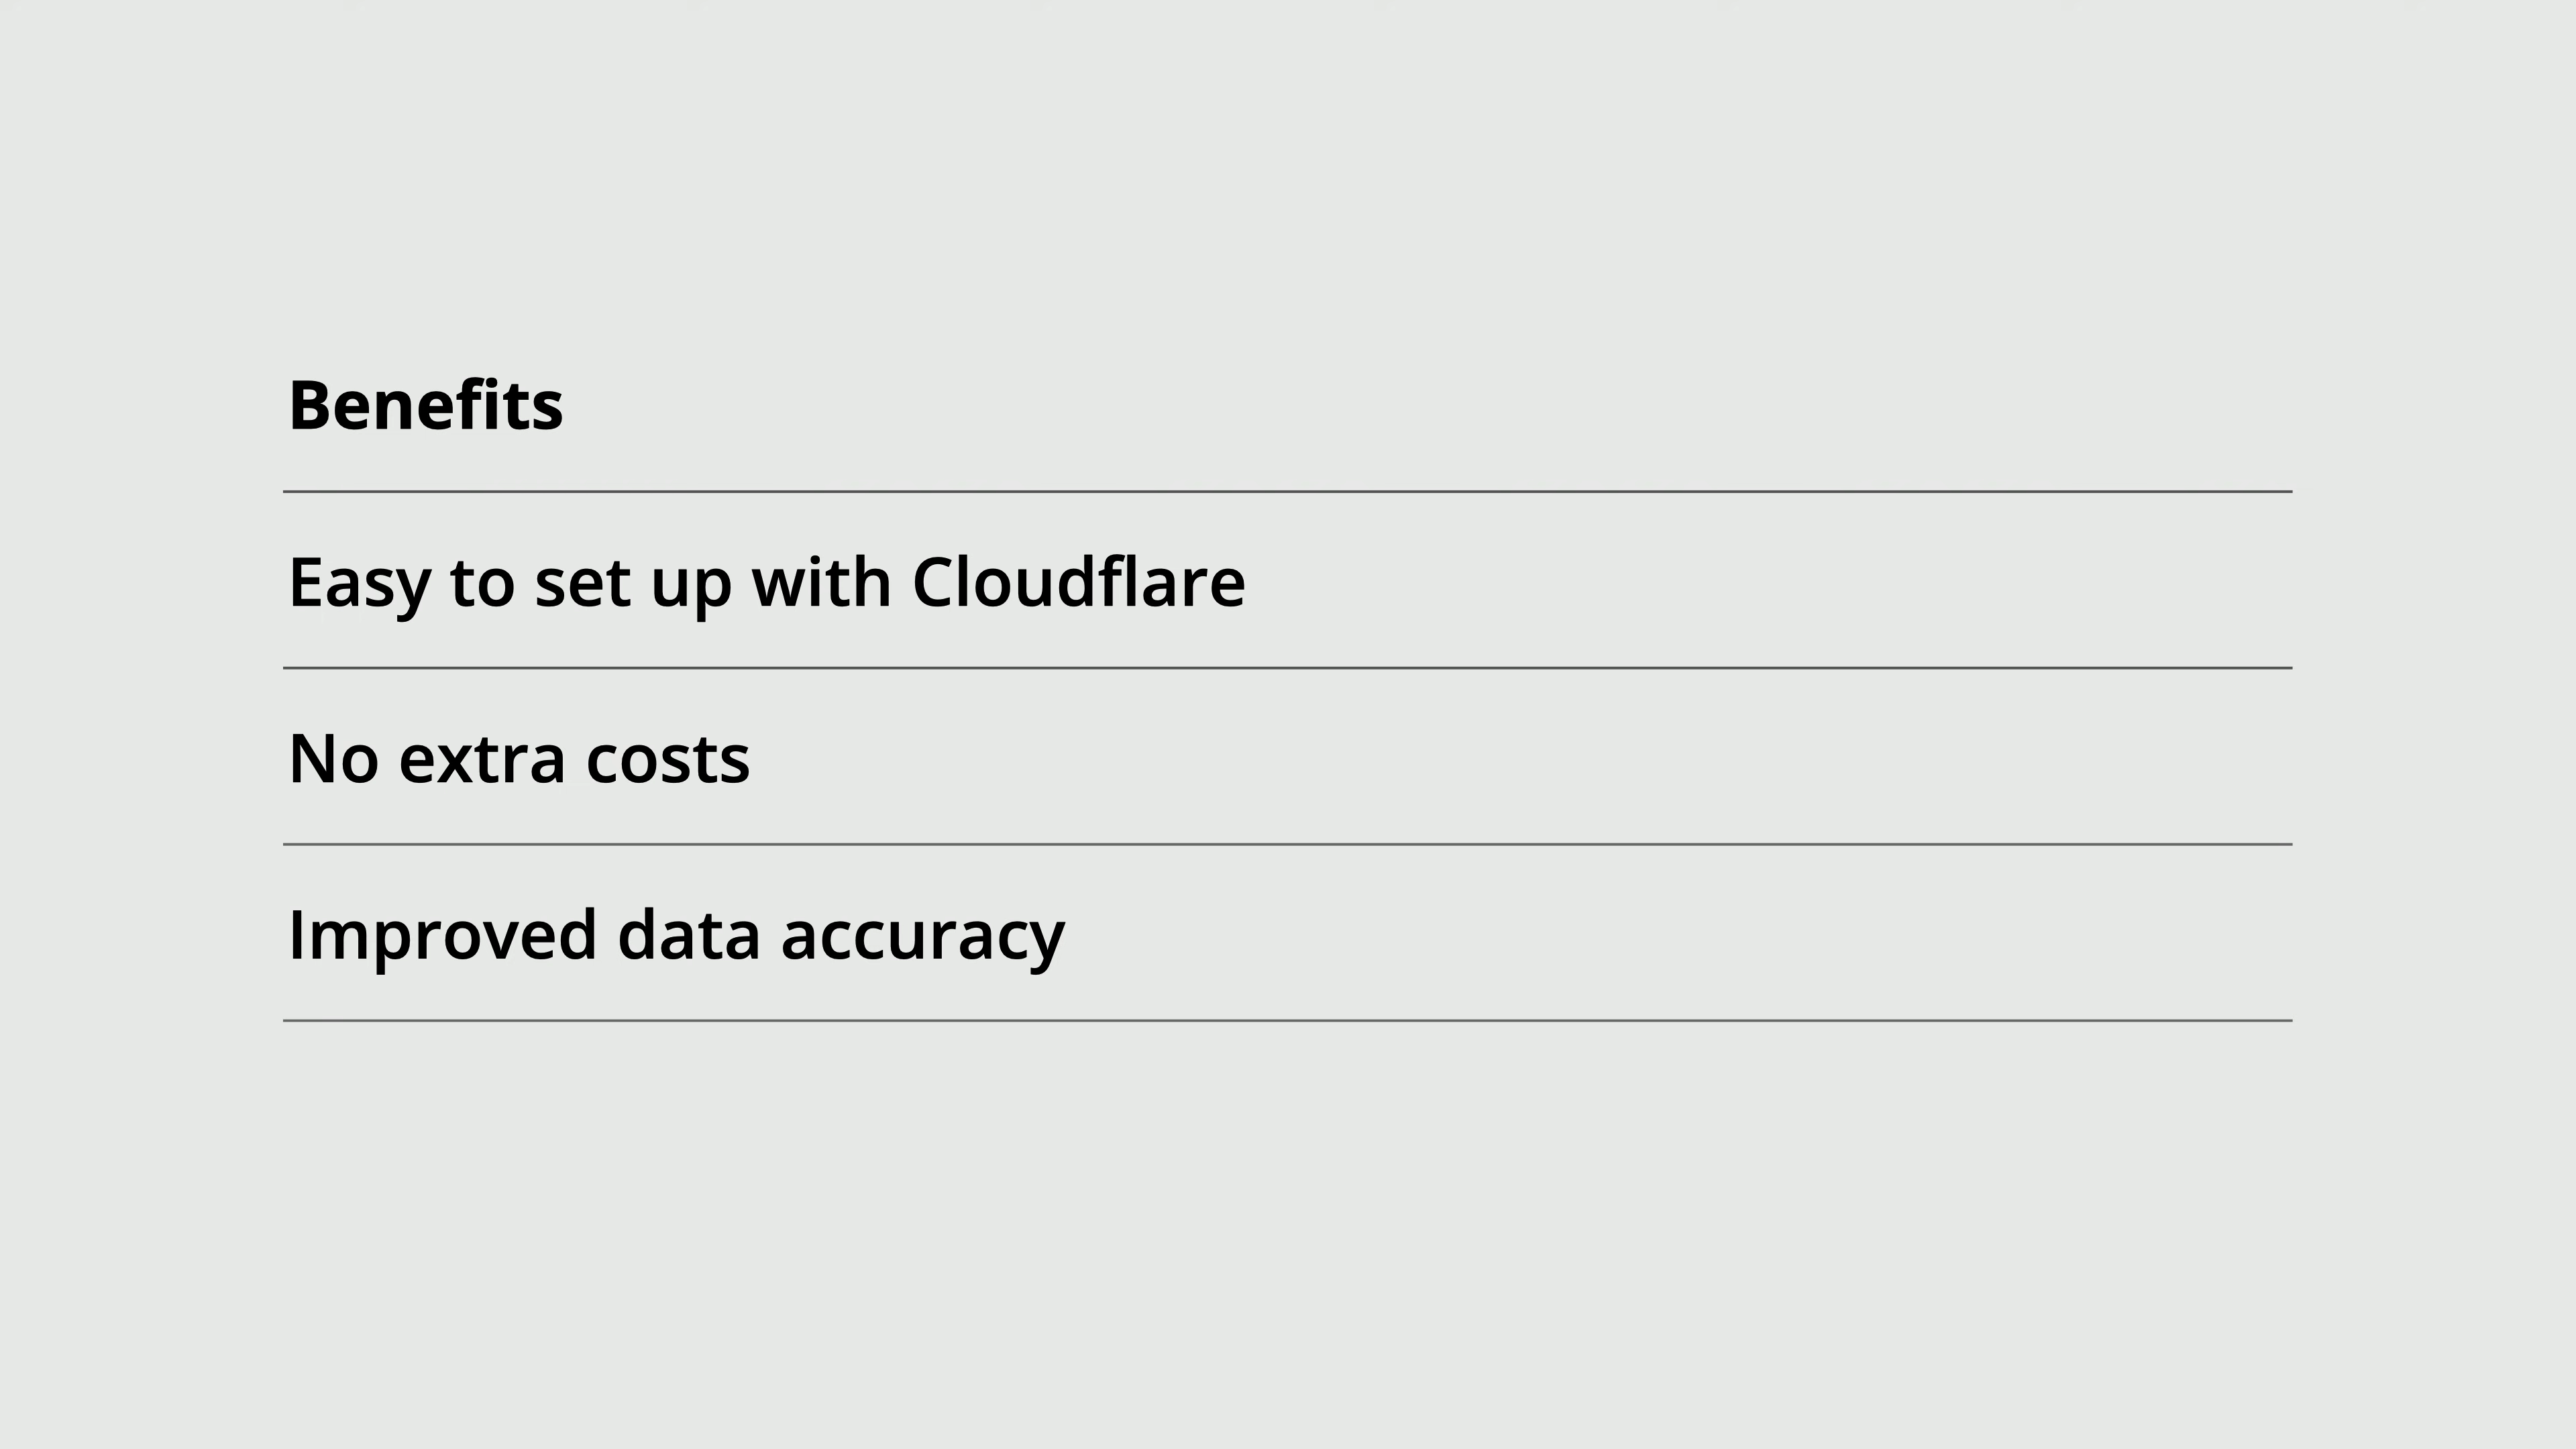 Benefits
Easy to set up with Cloudflare
No extra costs
Improved data accuracy